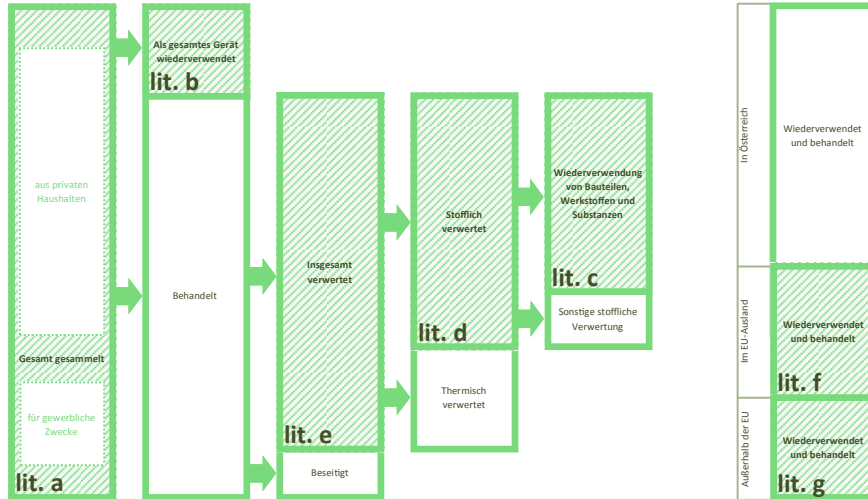 aus privaten
Haushalten
Gesamt gesammelt
für gewerbliche
Zwecke
lit. a
Als gesamtes Gerät
wiederverwendet
lit. b
Behandelt
Insgesamt
verwertet
lit. e
Beseitigt
Stofflich
verwertet
lit. d
Thermisch
verwertet
Wiederverwendung
von Bauteilen,
Werkstoffen und
Substanzen
lit. c
Sonstige stoffliche
Verwertung
In Österreich
Wiederverwendet
und behandelt
Im EU-Ausland
Wiederverwendet
und behandelt
lit. f
Außerhalb der EU
Wiederverwendet
und behandelt
lit. g